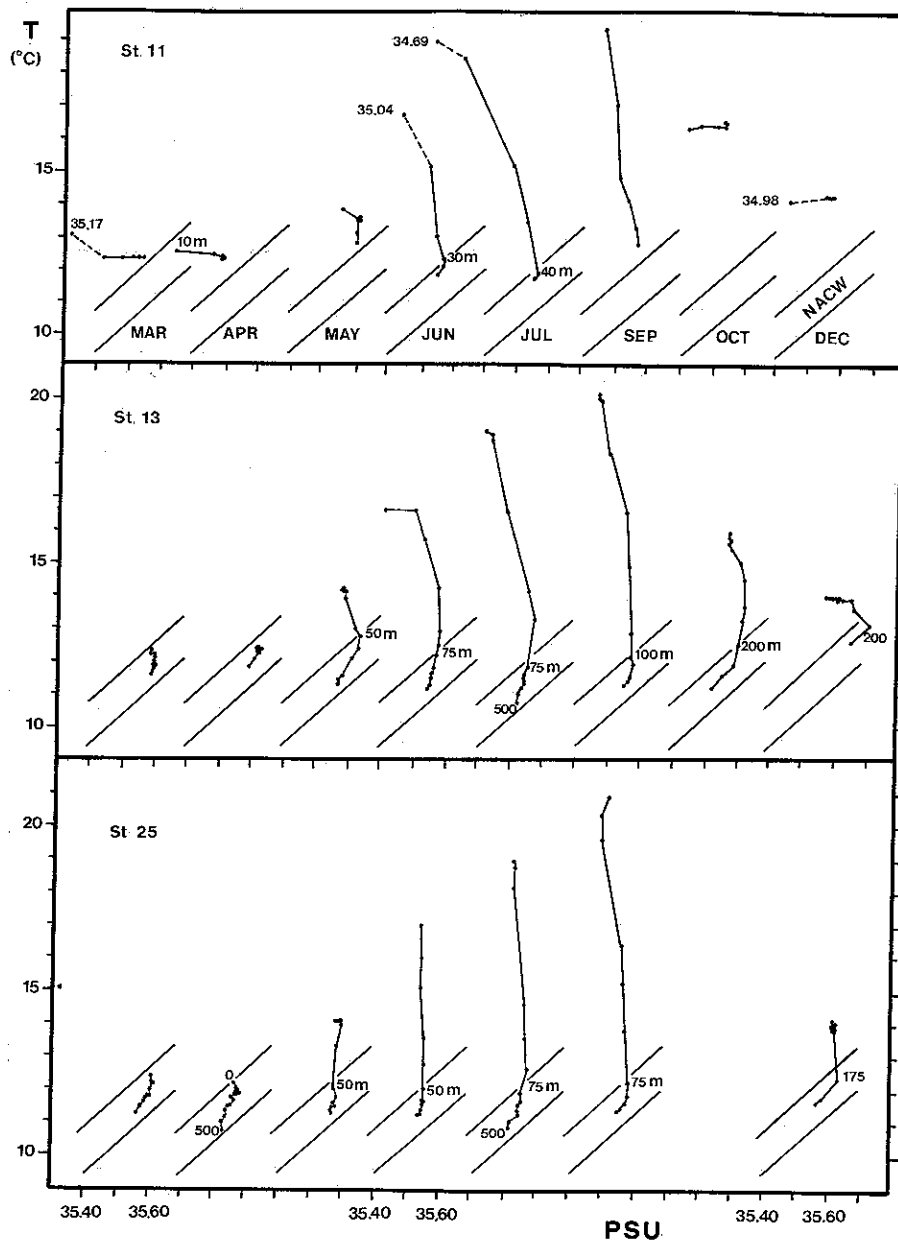 T
(°C)
St. 11
34.69
35.04
15
35.17
10m
34.98
30m
40m
NACW
10
MAR APR MAY JUN JUL SEP OCT DEC
20
St. 13
15
50m
75m
75m
100m
200m
200
500
10
20
St 25
15
0
50m
50m
75m
75m
175
500
500
10
35.40 35,60 35.40 35,60 35,40 35.60
PSU